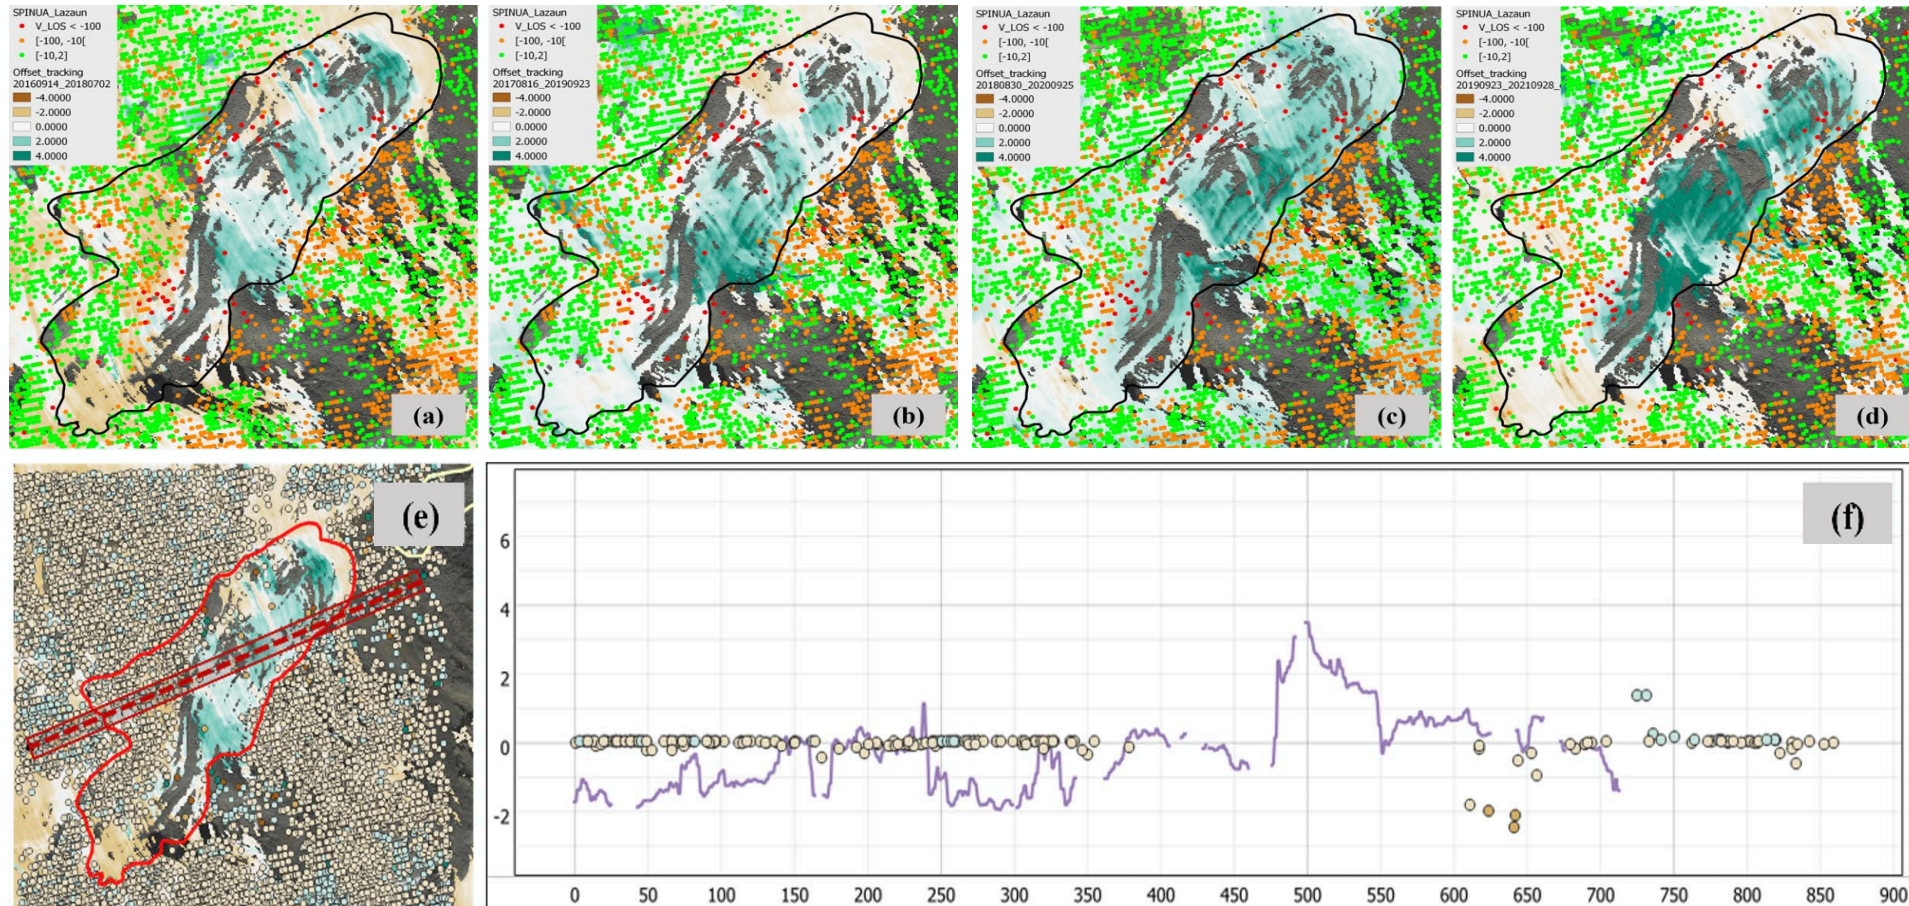 SPINUA_Lazaun
V_LOS < -100
[-100, -10[
[-10,2]
Offset_tracking
20160914_20180702
-4.0000
-2.0000
0.0000
2.0000
4.0000
(a)
SPINUA_Lazaun
V_LOS < -100
[-100, -10[
[-10,2]
Offset_tracking
20170816_20190923
-4.0000
-2.0000
0.0000
2.0000
4.0000
(b)
SPINUA_Lazaun
V_LOS < -100
[-100, -10[
[-10,2]
Offset_tracking
20180830_20200925
-4.0000
-2.0000
0.0000
2.0000
4.0000
(c)
SPINUA_Lazaun
V_LOS < -100
[-100, -10[
[-10,2]
Offset_tracking
20190923_20210928_
-4.0000
-2.0000
0.0000
2.0000
4.0000
(d)
(e)
(f)
6
4
2
0
-2
0 50 100 150 200 250 300 350 400 450 500 550 600 650 700 750 800 850 900